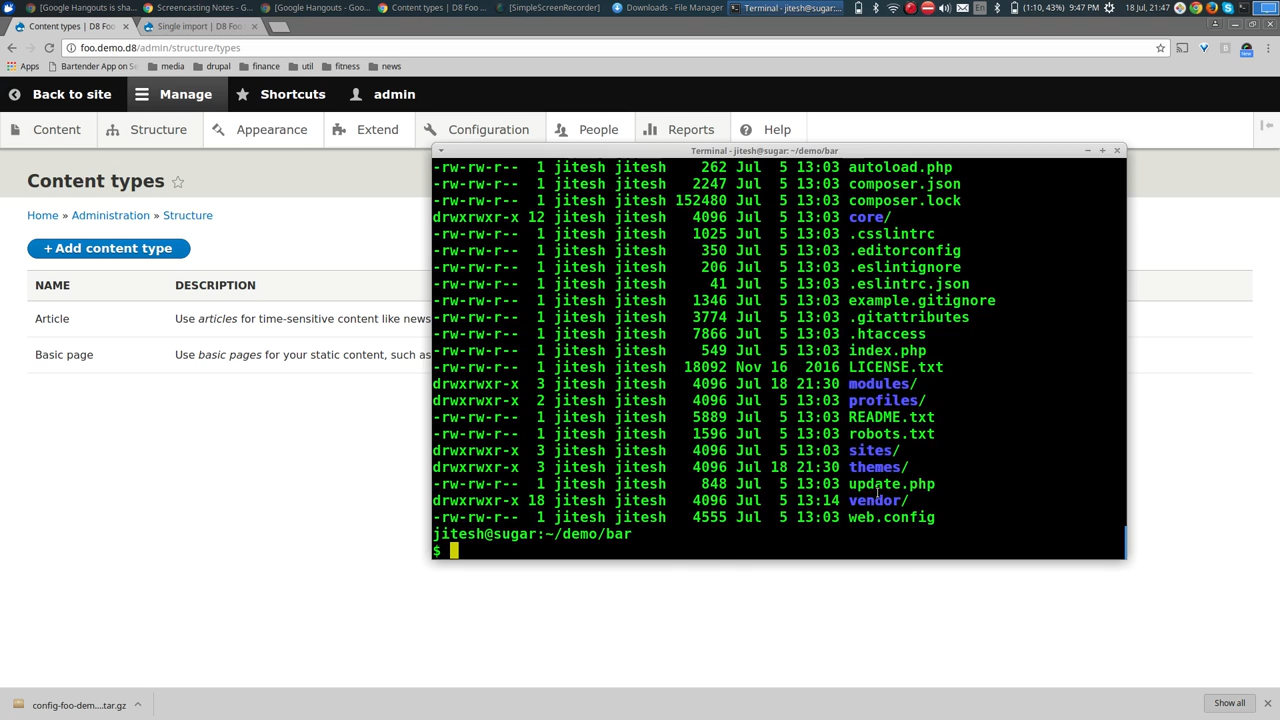 [Google Hangouts is sha...
Screencasting Notes - G...
[Google Hangouts - Goo...
Content types | D8 Foo ...
[SimpleScreenRecorder]
Downloads - File Manager
Terminal - jitesh@sugar:...
En
(1:10, 43%)
9:47 PM
18 Jul, 21:47
Content types | D8 Foo
Single import | D8 Foo
foo.demo.d8/admin/structure/types
Apps
Bartender App on Se
media
drupal
finance
util
fitness
news
Back to site
Manage
Shortcuts
admin
Content
Structure
Appearance
Extend
Configuration
People
Reports
Help
Content types
Home » Administration » Structure
+ Add content type
NAME
DESCRIPTION
Article
Use articles for time-sensitive content like news
Basic page
Use basic pages for your static content, such as
Terminal - jitesh@sugar: ~/demo/bar
-rw-rw-r-- 1 jitesh jitesh 262 Jul 5 13:03 autoload.php
-rw-rw-r-- 1 jitesh jitesh 2247 Jul 5 13:03 composer.json
-rw-rw-r-- 1 jitesh jitesh 152480 Jul 5 13:03 composer.lock
drwxrwxr-x 12 jitesh jitesh 4096 Jul 5 13:03 core/
-rw-rw-r-- 1 jitesh jitesh 1025 Jul 5 13:03 .csslintrc
-rw-rw-r-- 1 jitesh jitesh 350 Jul 5 13:03 .editorconfig
-rw-rw-r-- 1 jitesh jitesh 206 Jul 5 13:03 .eslintignore
-rw-rw-r-- 1 jitesh jitesh 41 Jul 5 13:03 .eslintrc.json
-rw-rw-r-- 1 jitesh jitesh 1346 Jul 5 13:03 example.gitignore
-rw-rw-r-- 1 jitesh jitesh 3774 Jul 5 13:03 .gitattributes
-rw-rw-r-- 1 jitesh jitesh 7866 Jul 5 13:03 .htaccess
-rw-rw-r-- 1 jitesh jitesh 549 Jul 5 13:03 index.php
-rw-rw-r-- 1 jitesh jitesh 18092 Nov 16 2016 LICENSE.txt
drwxrwxr-x 3 jitesh jitesh 4096 Jul 18 21:30 modules/
drwxrwxr-x 2 jitesh jitesh 4096 Jul 5 13:03 profiles/
-rw-rw-r-- 1 jitesh jitesh 5889 Jul 5 13:03 README.txt
-rw-rw-r-- 1 jitesh jitesh 1596 Jul 5 13:03 robots.txt
drwxrwxr-x 3 jitesh jitesh 4096 Jul 5 13:03 sites/
drwxrwxr-x 3 jitesh jitesh 4096 Jul 18 21:30 themes/
-rw-rw-r-- 1 jitesh jitesh 848 Jul 5 13:03 update.php
drwxrwxr-x 18 jitesh jitesh 4096 Jul 5 13:14 vendor/
-rw-rw-r-- 1 jitesh jitesh 4555 Jul 5 13:03 web.config
jitesh@sugar:~/demo/bar
$
config-foo-dem....tar.gz
Show all